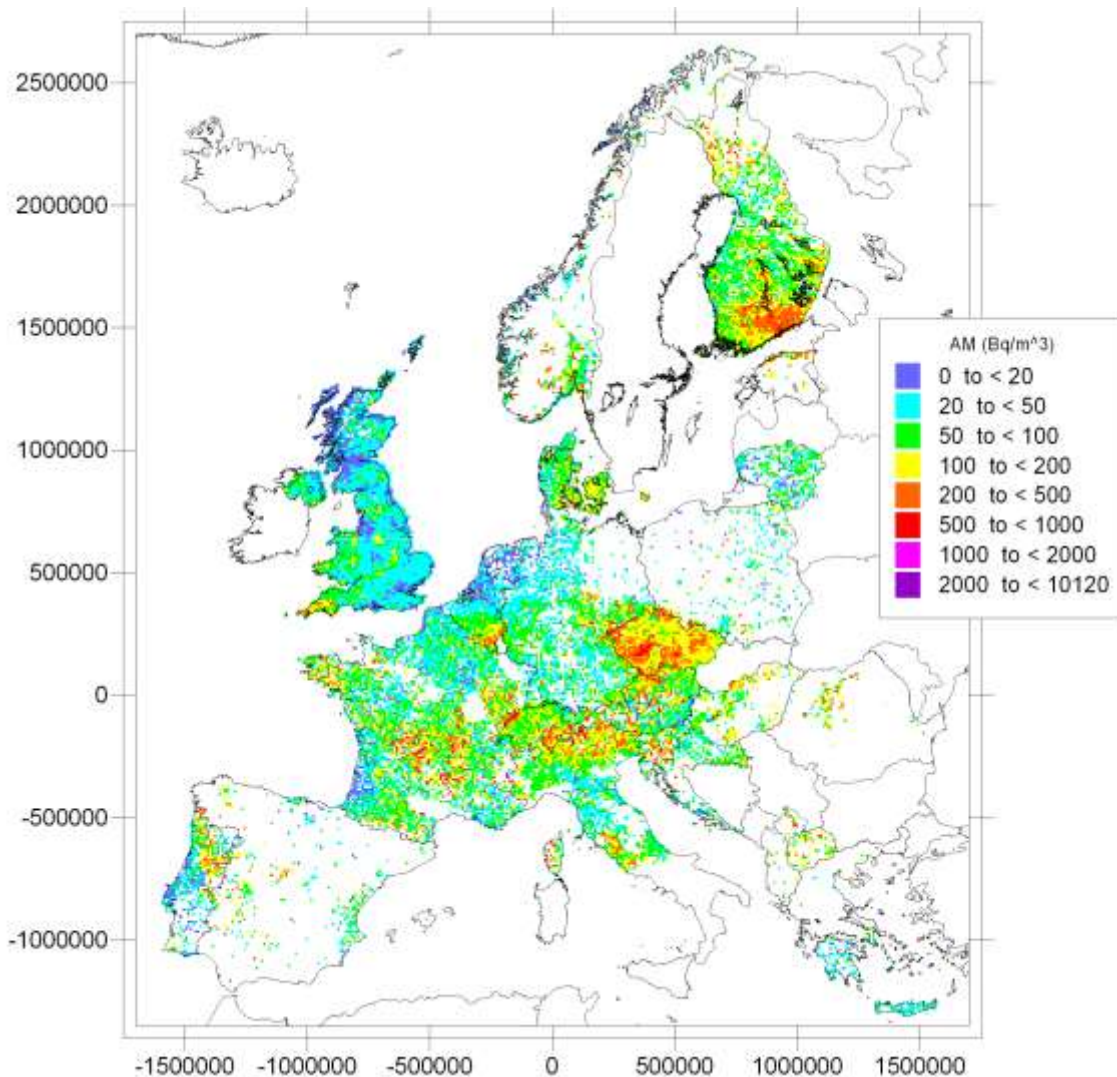 2500000
2000000
1500000
1000000
500000
0
-500000
-1000000
AM (Bq/m^3)
0 to < 20
20 to < 50
50 to < 100
100 to < 200
200 to < 500
500 to < 1000
1000 to < 2000
2000 to < 10120
-1500000 -1000000 -500000 0 500000 1000000 1500000